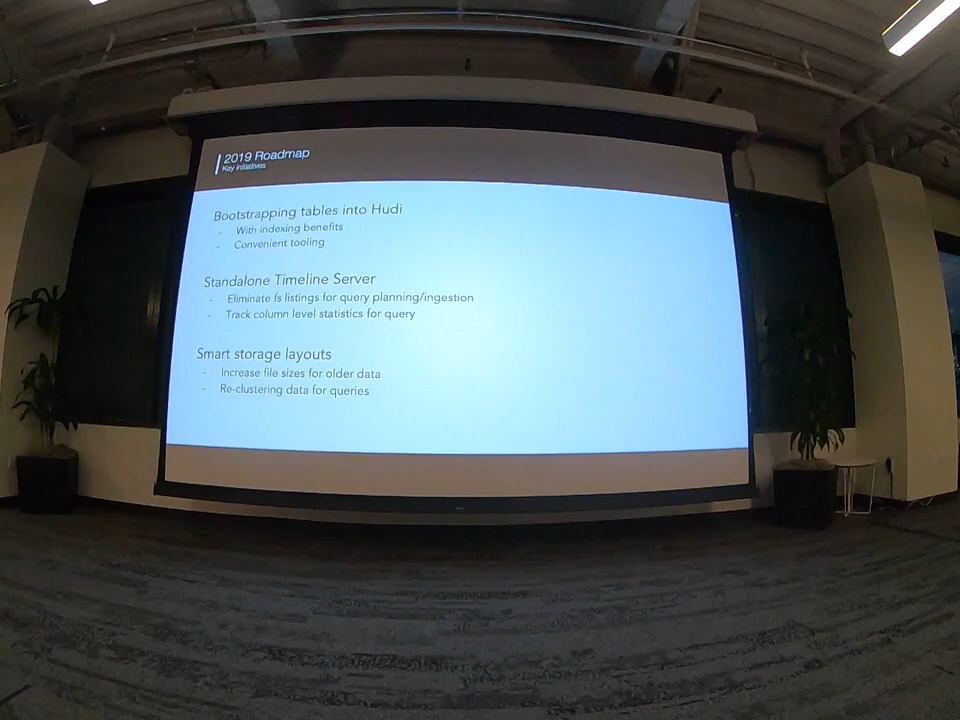 2019 Roadmap
Key initiatives
Bootstrapping tables into Hudi
- With indexing benefits
- Convenient tooling
Standalone Timeline Server
- Eliminate fs listings for query planning/ingestion
- Track column level statistics for query
Smart storage layouts
- Increase file sizes for older data
- Re-clustering data for queries